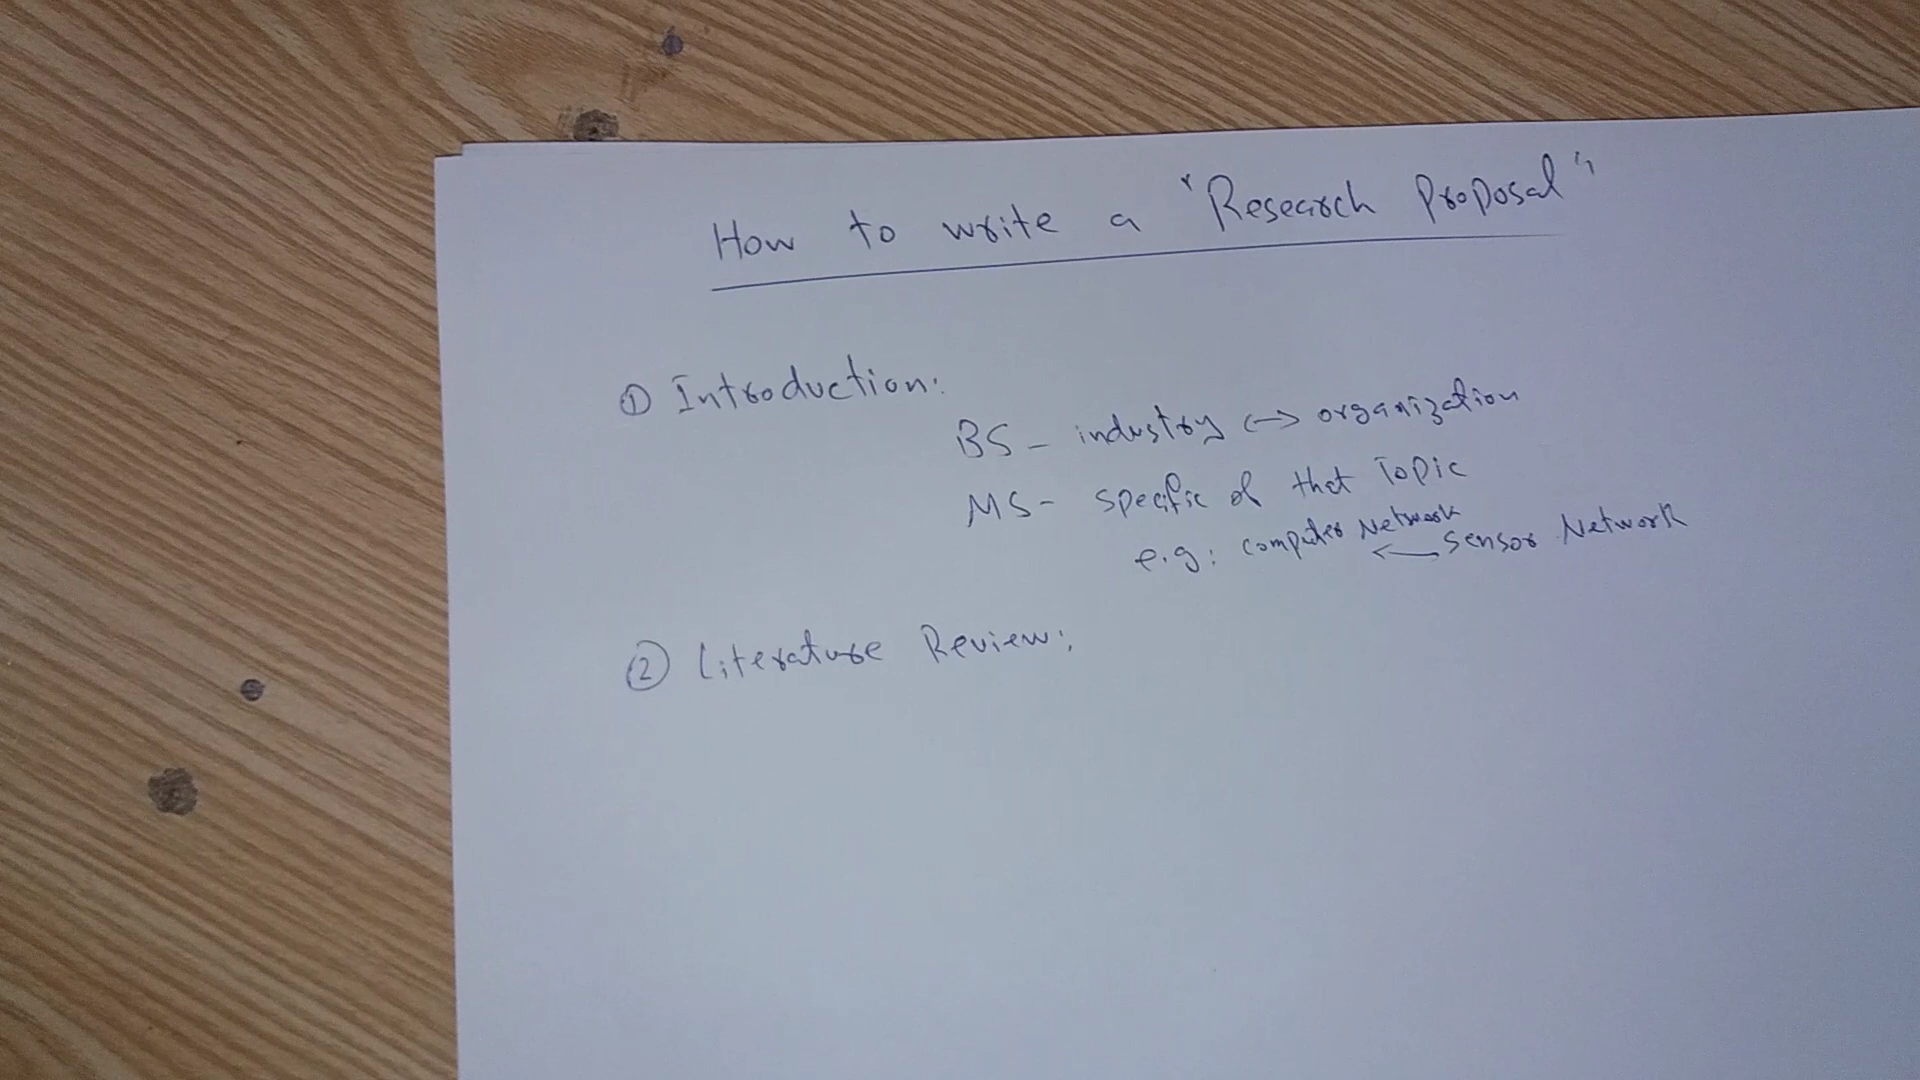 How to write a "Research Proposal"
① Introduction:
BS - industry ↔ organization
MS - specific of that Topic
e.g: computer Network ← Sensor Network
② Literature Review: